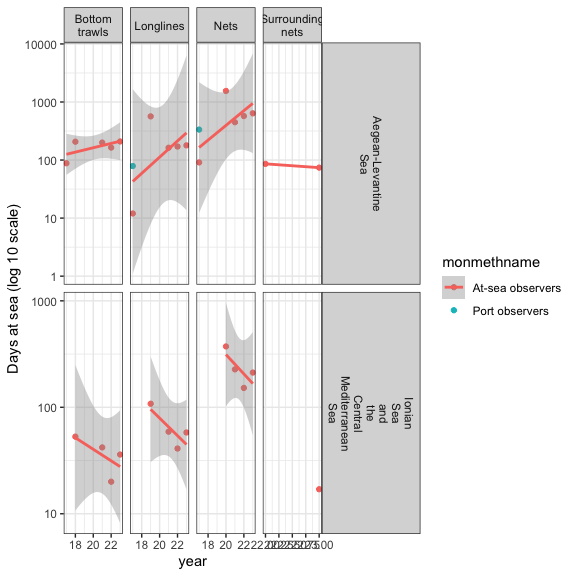 Bottom
trawls
Longlines
Nets
Surrounding
nets
10000
1000
100
10
1
Aegean-Levantine
Sea
1000
100
10
Ionian
Sea
and
the
Central
Mediterranean
Sea
Days at sea (log 10 scale)
18 20 22
18 20 22
18 20 22
year
monmethname
At-sea observers
Port observers